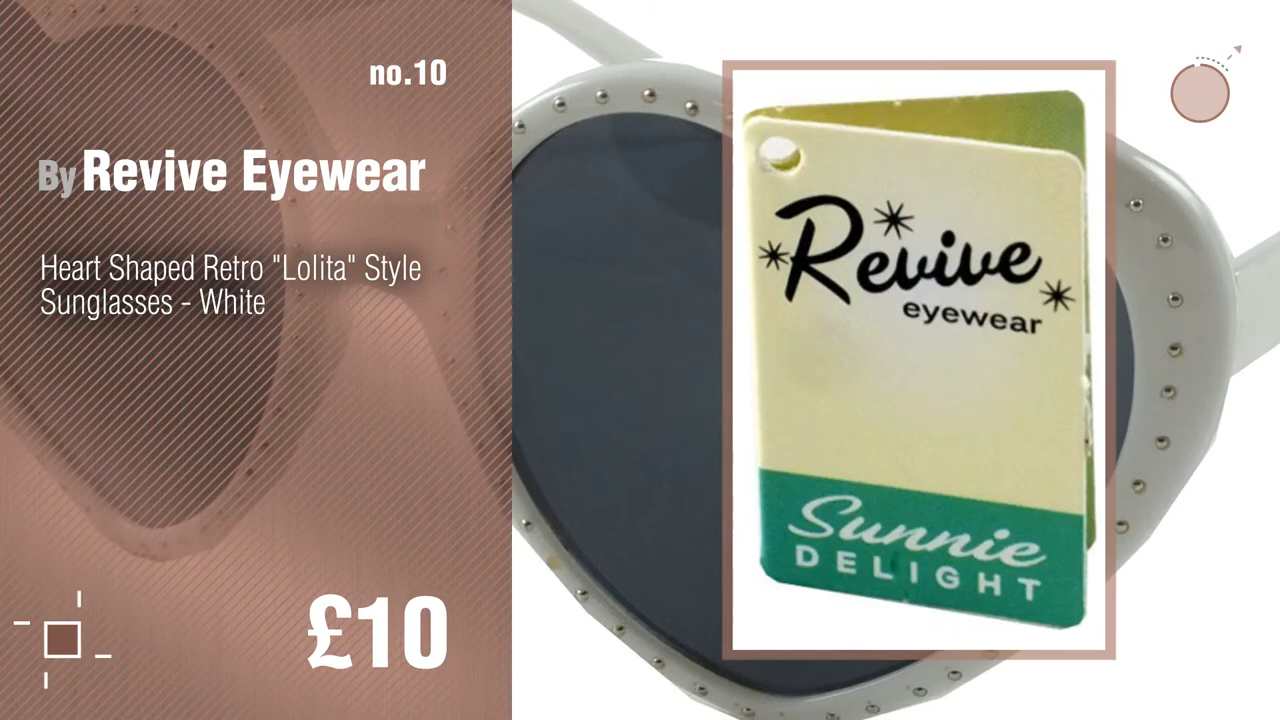 no.10
By Revive Eyewear
Heart Shaped Retro "Lolita" Style
Sunglasses - White
£10
Revive
eyewear
Sunnie
DELIGHT